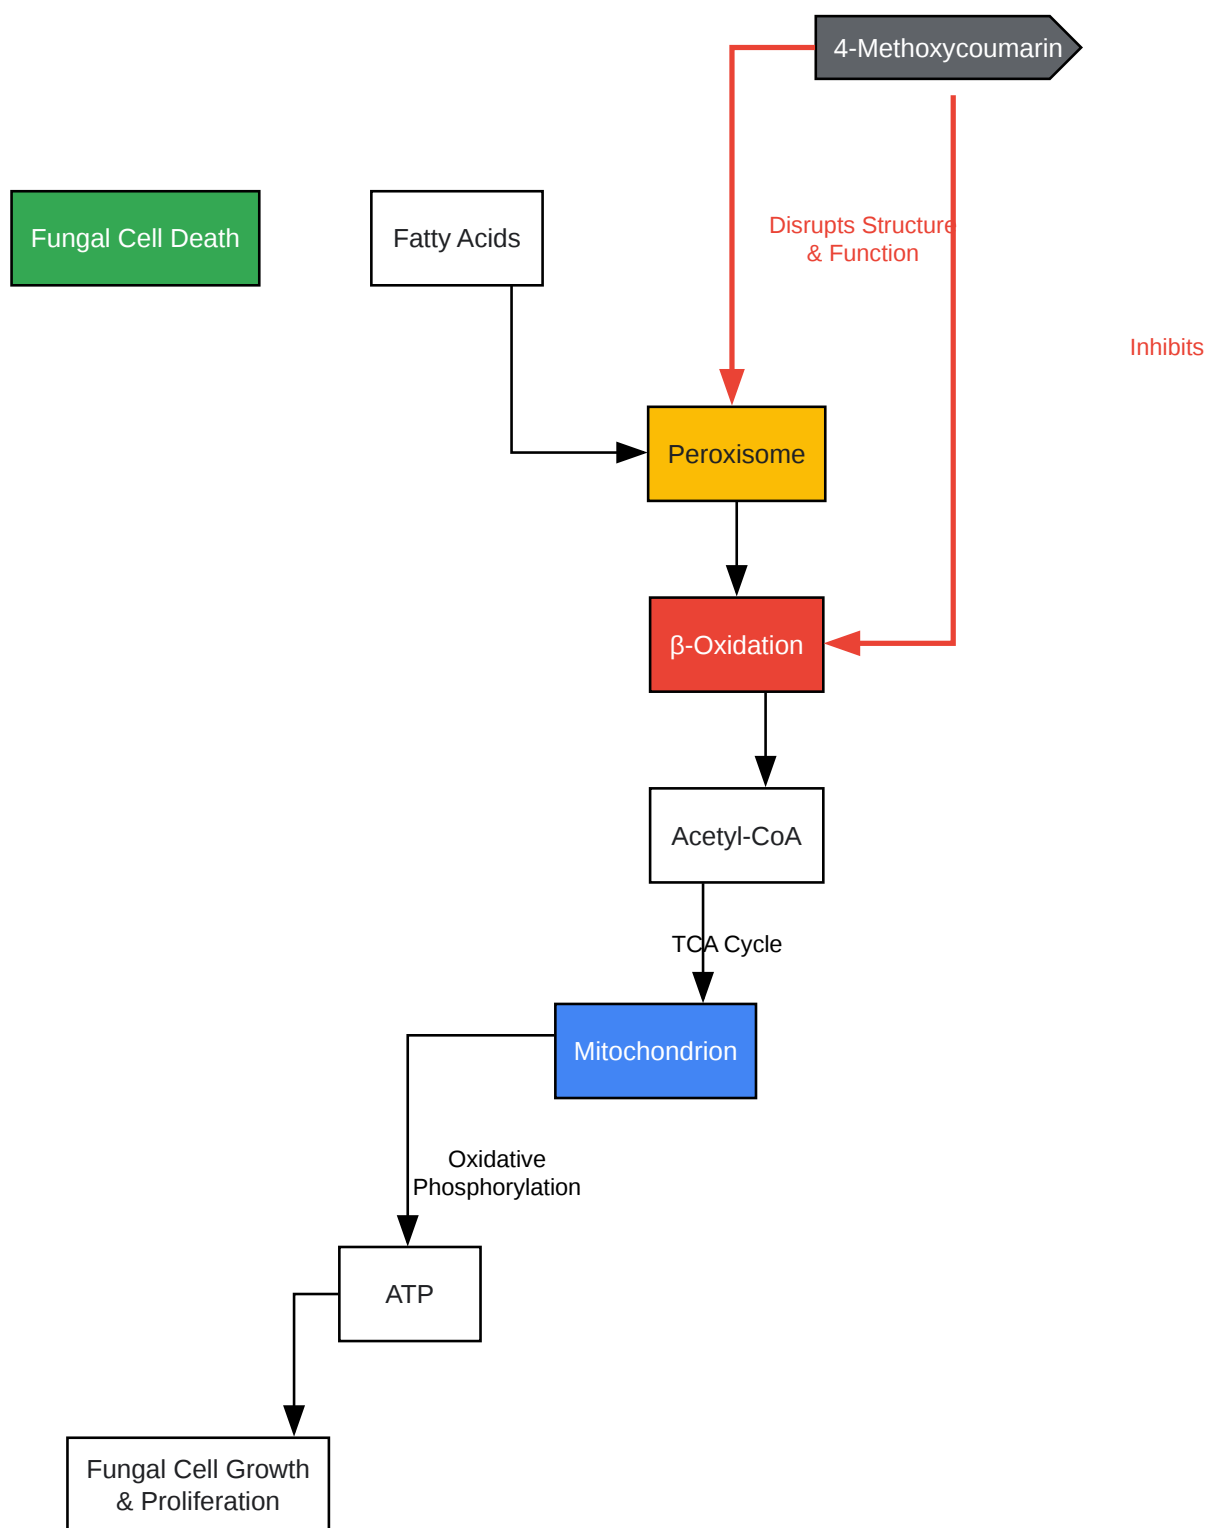 4-Methoxycoumarin
Disrupts Structure
& Function
Fungal Cell Death
Fatty Acids
Inhibits
Peroxisome
β-Oxidation
Acetyl-CoA
TCA Cycle
Mitochondrion
Oxidative
Phosphorylation
ATP
Fungal Cell Growth
& Proliferation